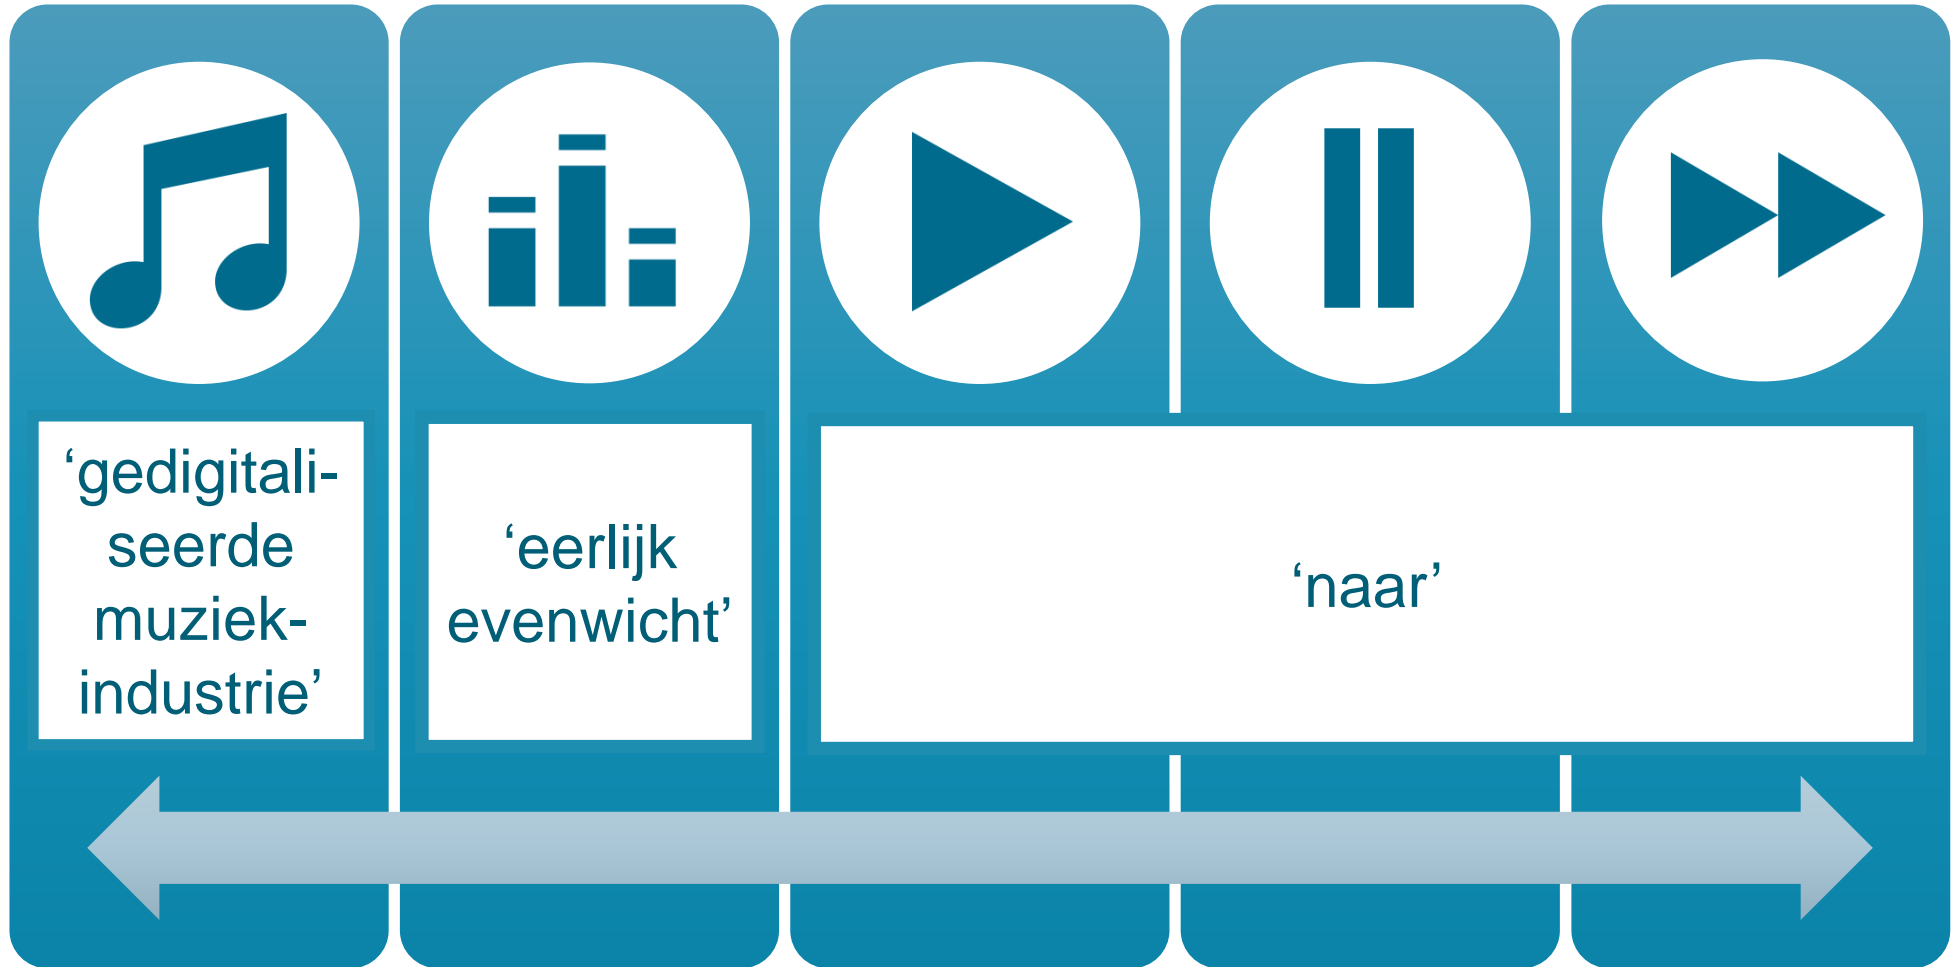 ‘gedigitali-
seerde
muziek-
industrie’
‘eerlijk
evenwicht’
‘naar’